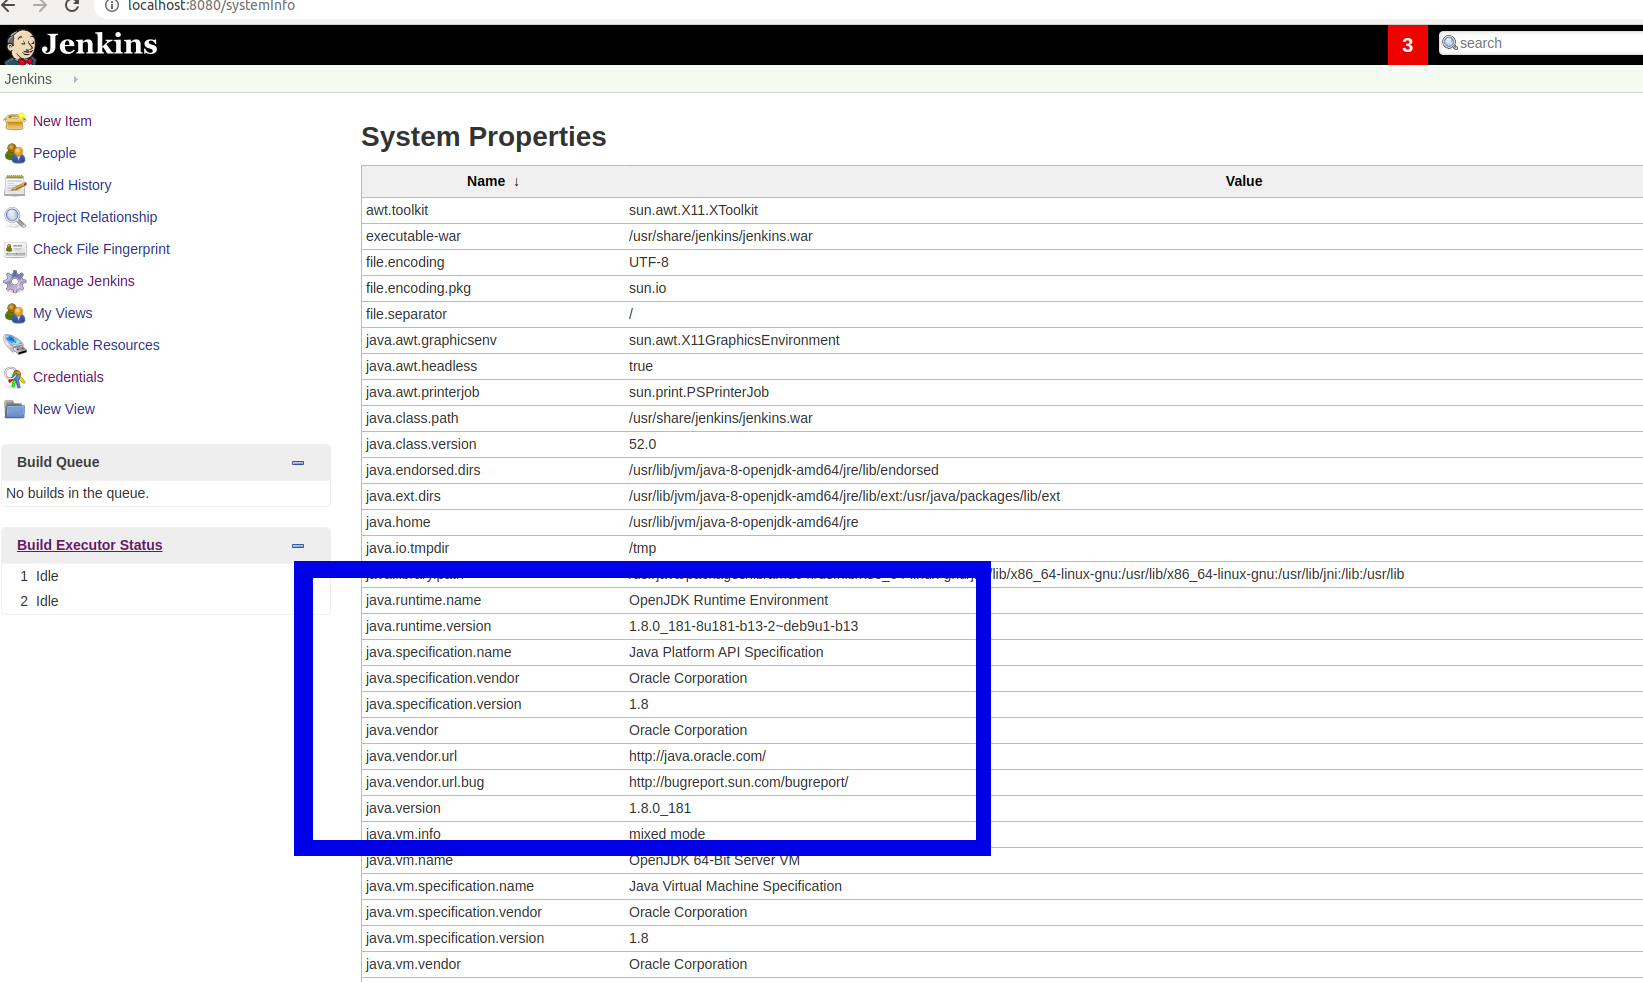 localhost:8080/systemInfo
Jenkins
3
search
Jenkins
New Item
People
Build History
Project Relationship
Check File Fingerprint
Manage Jenkins
My Views
Lockable Resources
Credentials
New View
Build Queue
No builds in the queue.
Build Executor Status
1 Idle
2 Idle
System Properties
Name ↓ Value
awt.toolkit sun.awt.X11.XToolkit
executable-war /usr/share/jenkins/jenkins.war
file.encoding UTF-8
file.encoding.pkg sun.io
file.separator /
java.awt.graphicsenv sun.awt.X11GraphicsEnvironment
java.awt.headless true
java.awt.printerjob sun.print.PSPrinterJob
java.class.path /usr/share/jenkins/jenkins.war
java.class.version 52.0
java.endorsed.dirs /usr/lib/jvm/java-8-openjdk-amd64/jre/lib/endorsed
java.ext.dirs /usr/lib/jvm/java-8-openjdk-amd64/jre/lib/ext:/usr/java/packages/lib/ext
java.home /usr/lib/jvm/java-8-openjdk-amd64/jre
java.io.tmpdir /tmp
lib/x86_64-linux-gnu:/usr/lib/x86_64-linux-gnu:/usr/lib/jni:/lib:/usr/lib
java.runtime.name OpenJDK Runtime Environment
java.runtime.version 1.8.0_181-8u181-b13-2~deb9u1-b13
java.specification.name Java Platform API Specification
java.specification.vendor Oracle Corporation
java.specification.version 1.8
java.vendor Oracle Corporation
java.vendor.url http://java.oracle.com/
java.vendor.url.bug http://bugreport.sun.com/bugreport/
java.version 1.8.0_181
java.vm.info mixed mode
java.vm.name OpenJDK 64-Bit Server VM
java.vm.specification.name Java Virtual Machine Specification
java.vm.specification.vendor Oracle Corporation
java.vm.specification.version 1.8
java.vm.vendor Oracle Corporation